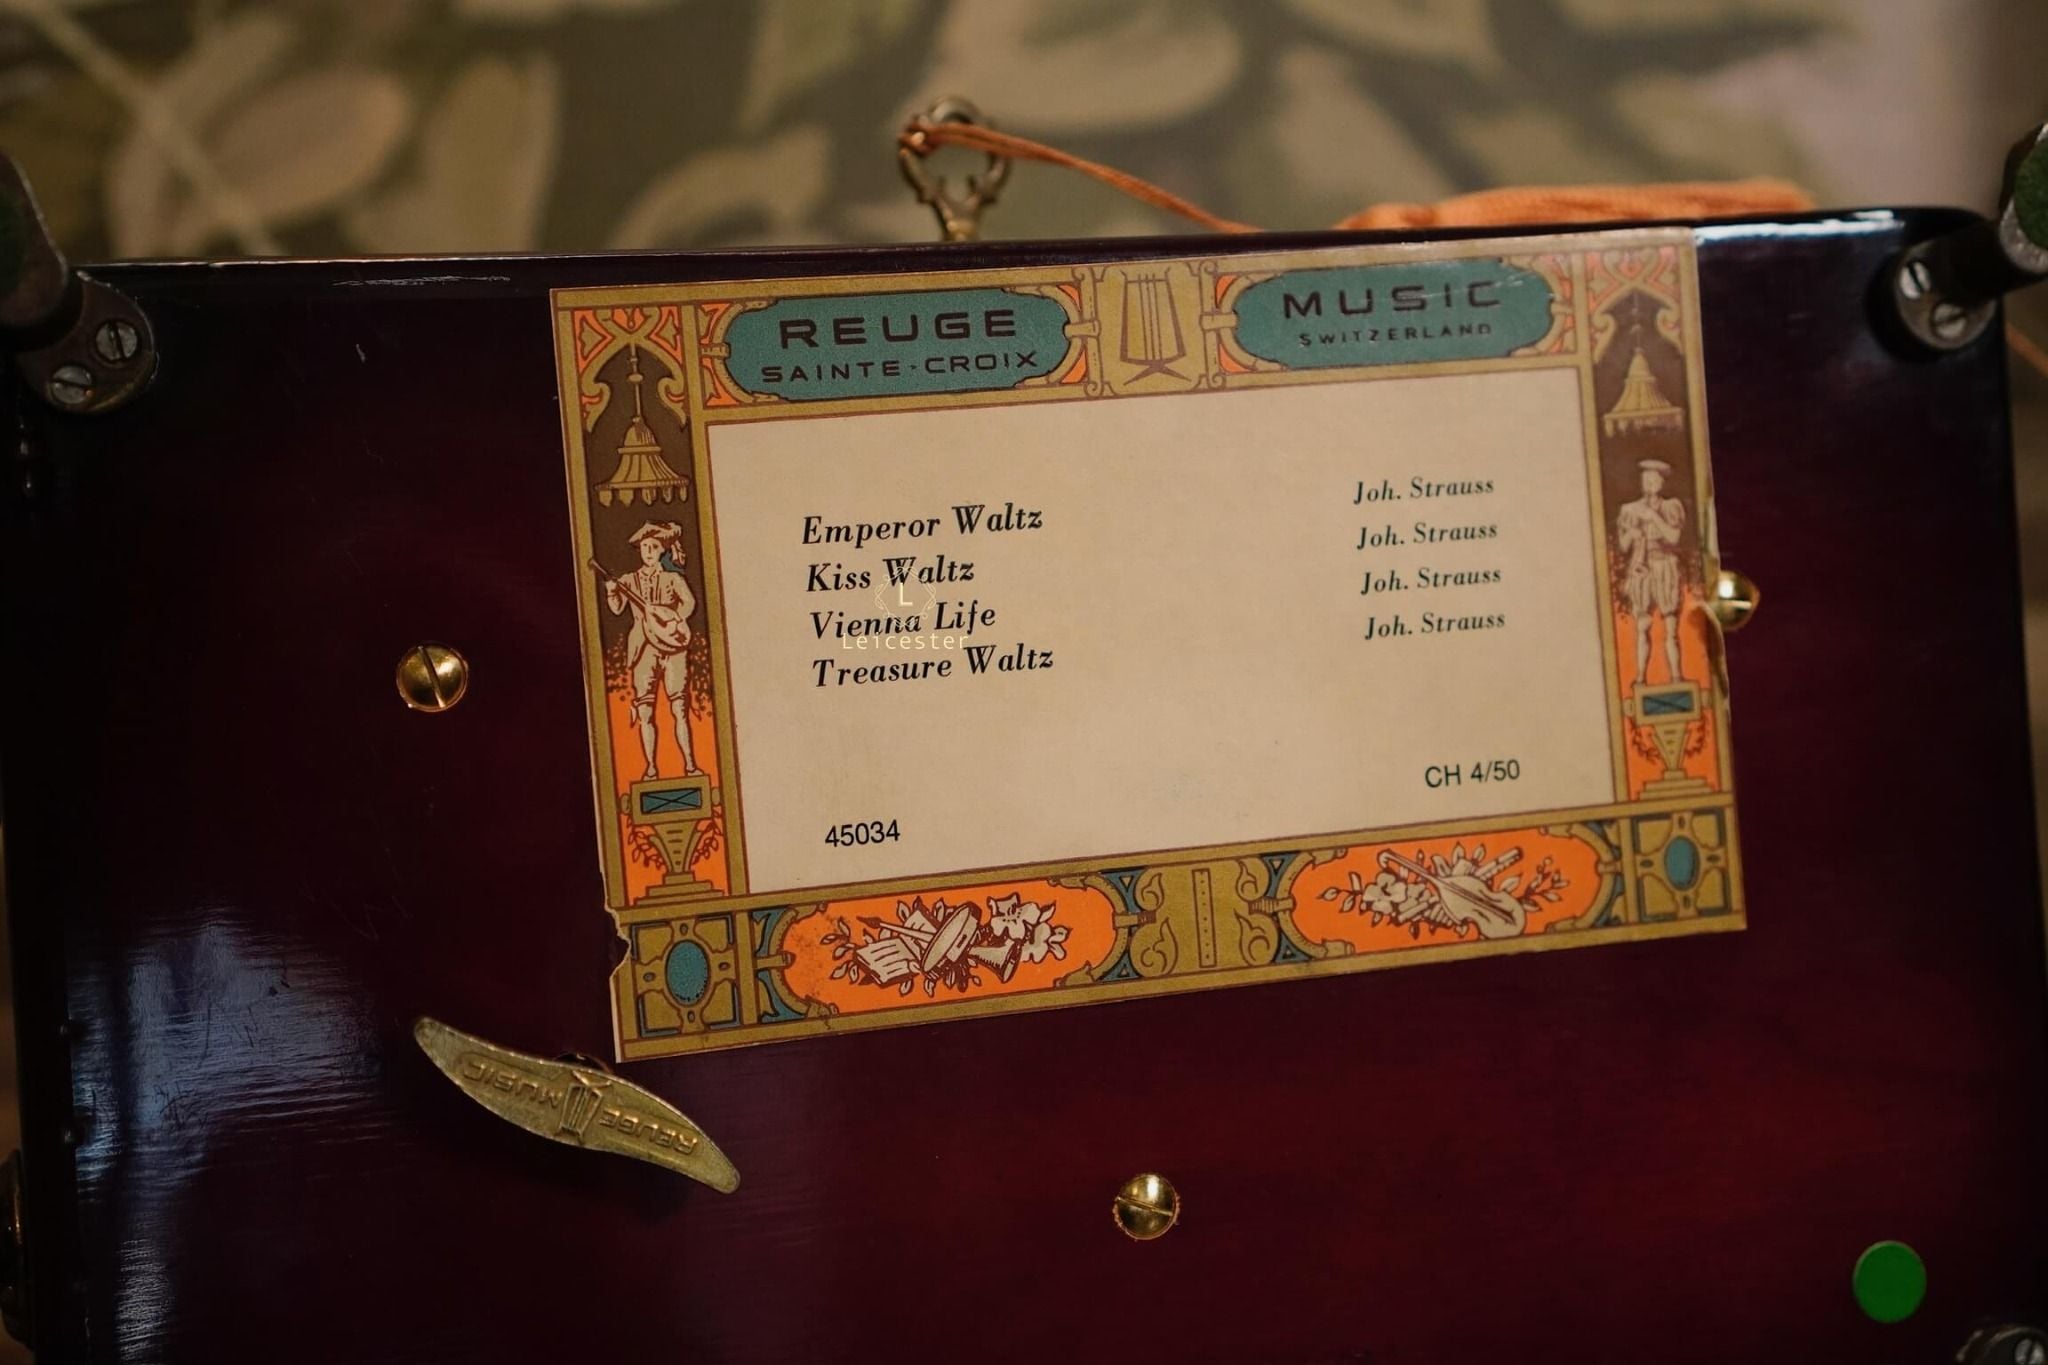 REUGE
SAINTE-CROIX
MUSIC
SWITZERLAND
Emperor Waltz Joh. Strauss
Kiss Waltz Joh. Strauss
Vienna Life Joh. Strauss
Treasure Waltz Joh. Strauss
L
Leicester
CH 4/50
45034
REUGE MUSIC